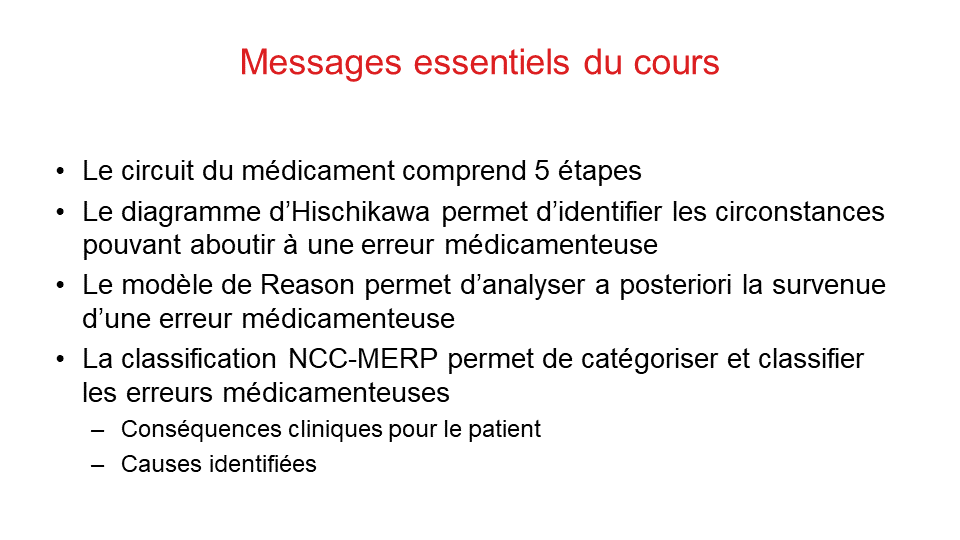 Messages essentiels du cours
• Le circuit du médicament comprend 5 étapes
• Le diagramme d’Hischikawa permet d’identifier les circonstances
pouvant aboutir à une erreur médicamenteuse
• Le modèle de Reason permet d’analyser a posteriori la survenue
d’une erreur médicamenteuse
• La classification NCC-MERP permet de catégoriser et classifier
les erreurs médicamenteuses
– Conséquences cliniques pour le patient
– Causes identifiées